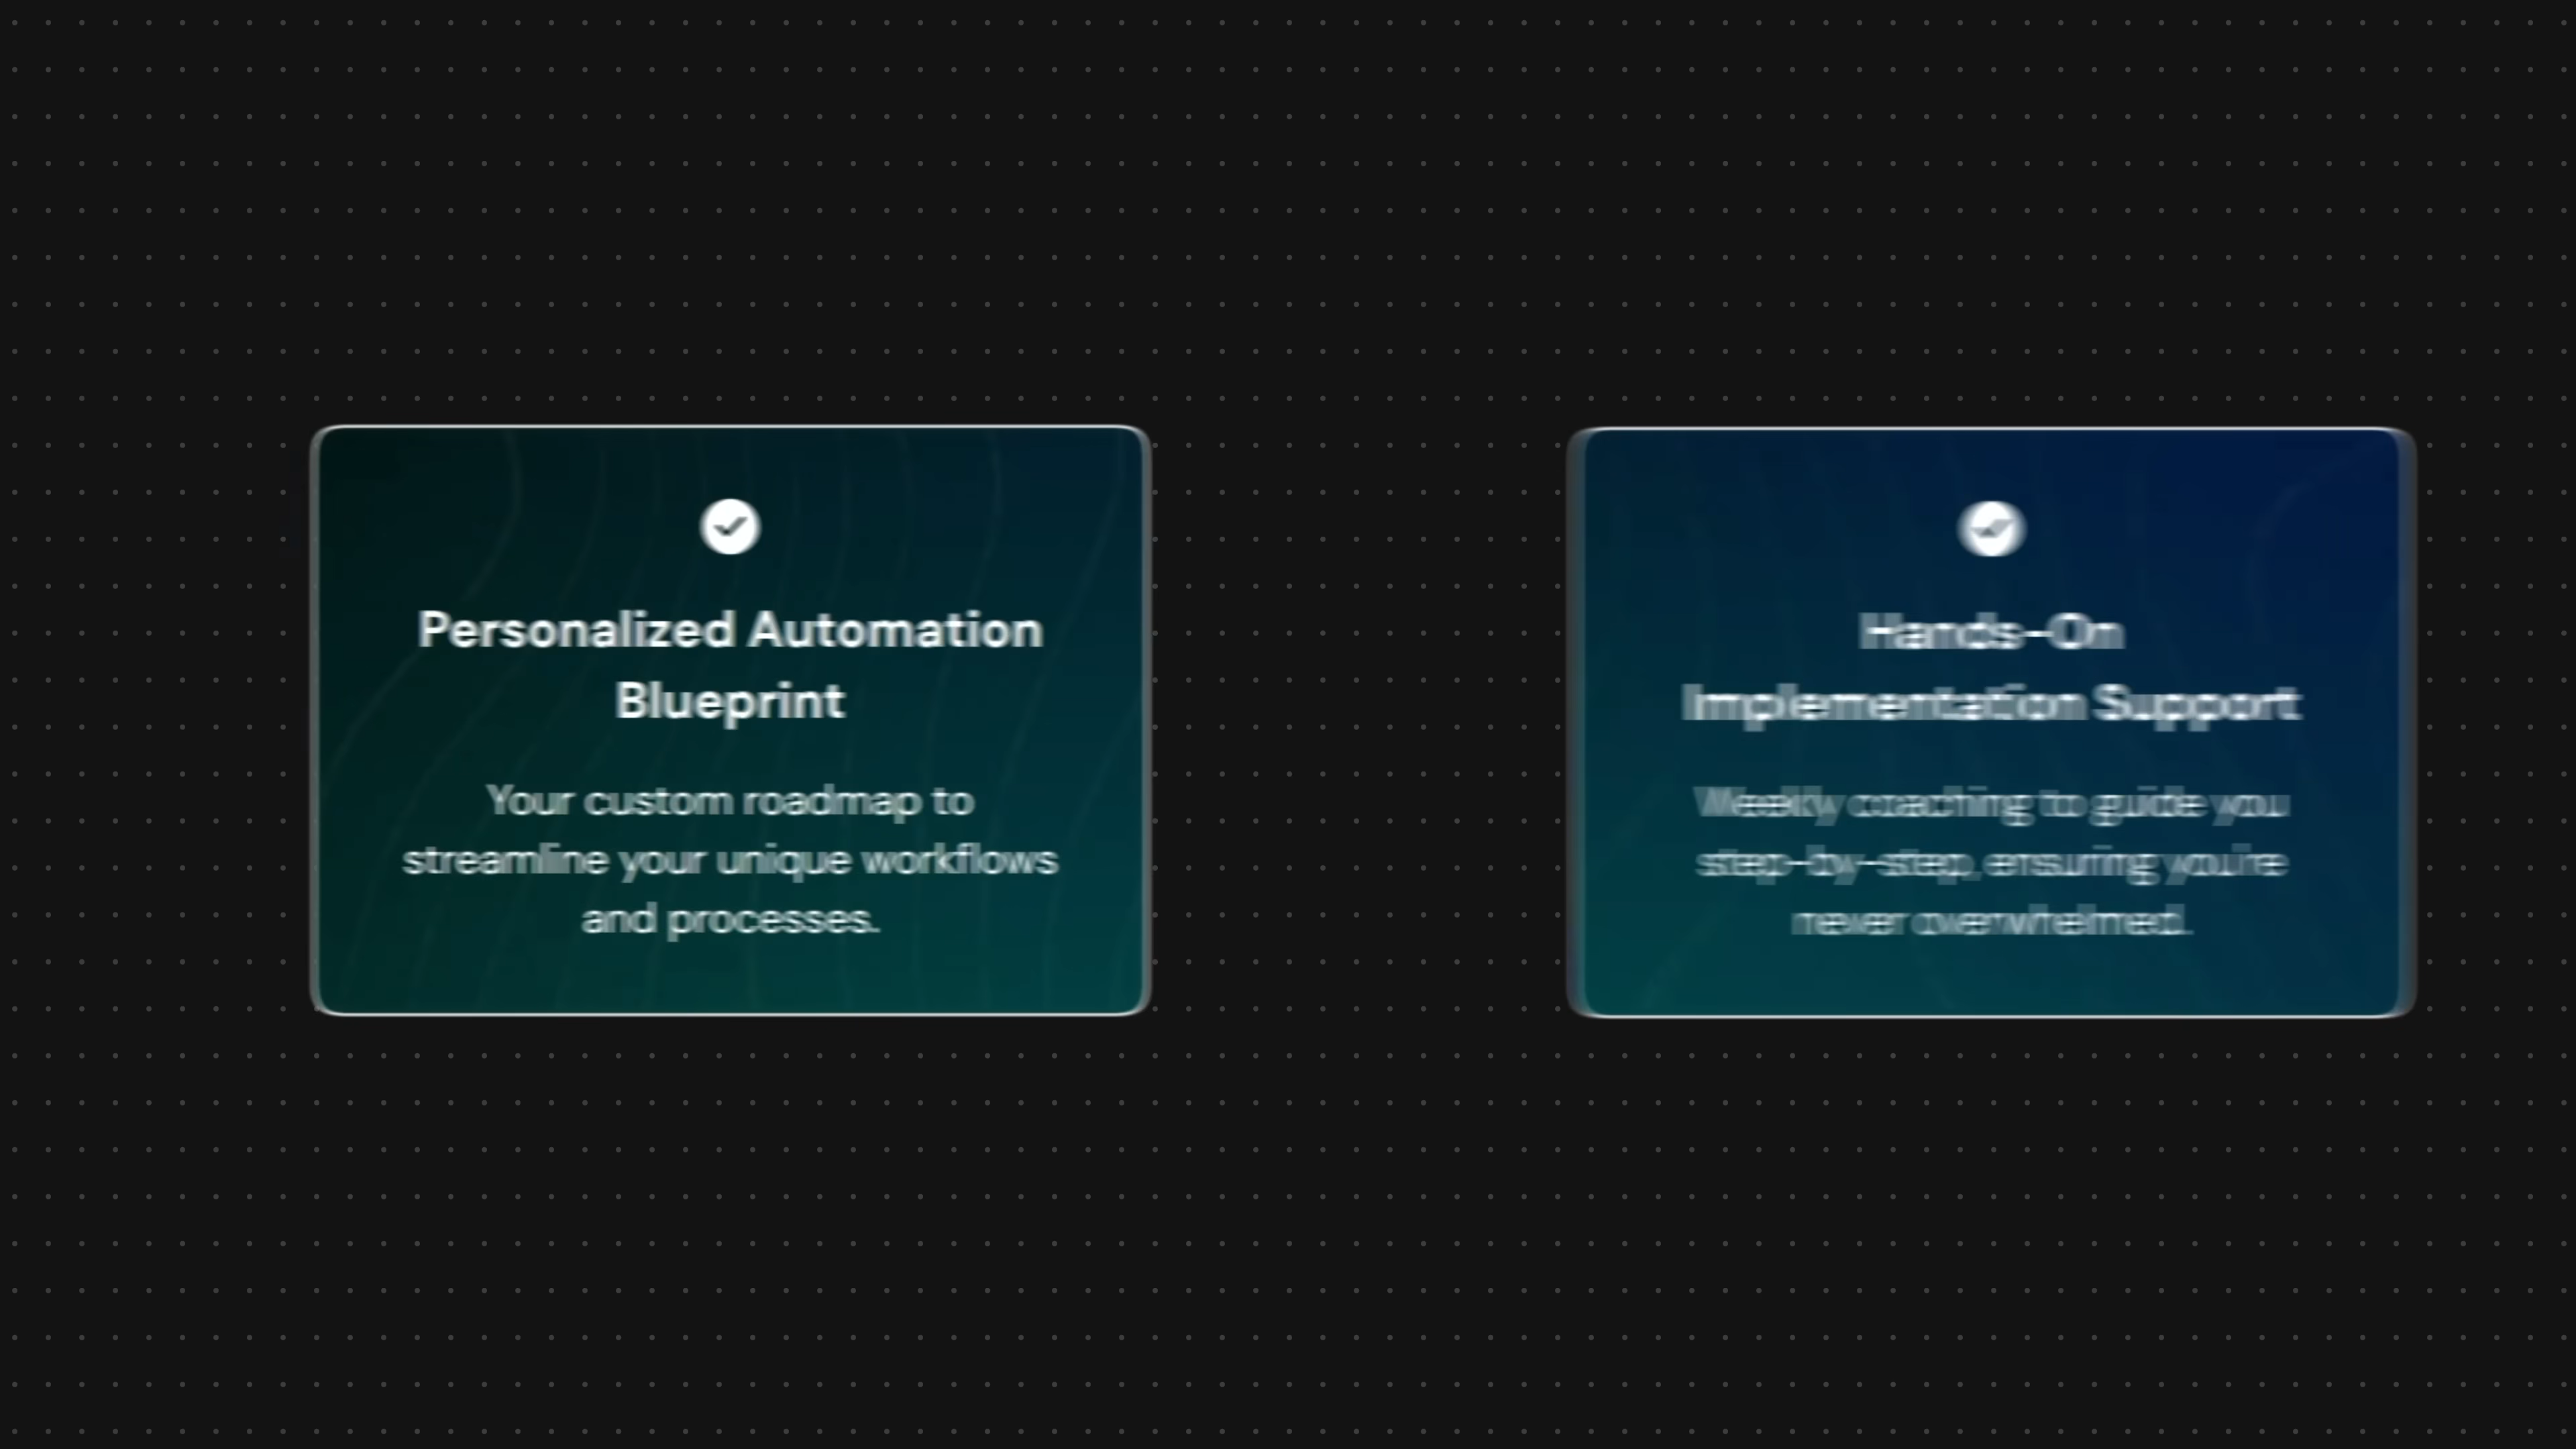 Personalized Automation
Blueprint
Your custom roadmap to
streamline your unique workflows
and processes.
Hands-On
Implementation Support
Weekly coaching to guide you
step-by-step, ensuring you're
never overwhelmed.